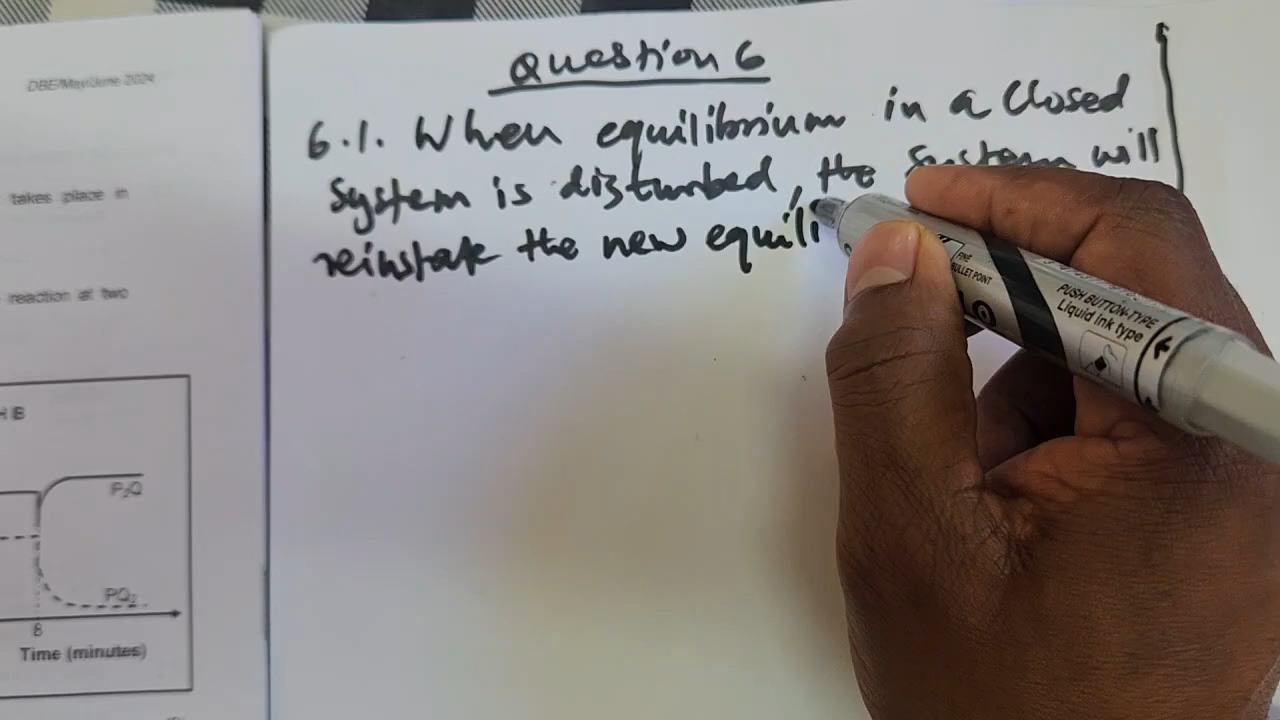 DBE/May/June 2024
takes place in
reaction at two
H B
P₂Q
PQ₂
8
Time (minutes)
Question 6
6.1. When equilibrium in a closed
system is disturbed, the system will
reinstate the new equili
FINE
BULLET POINT
PUSH BUTTON-TYPE
Liquid ink type